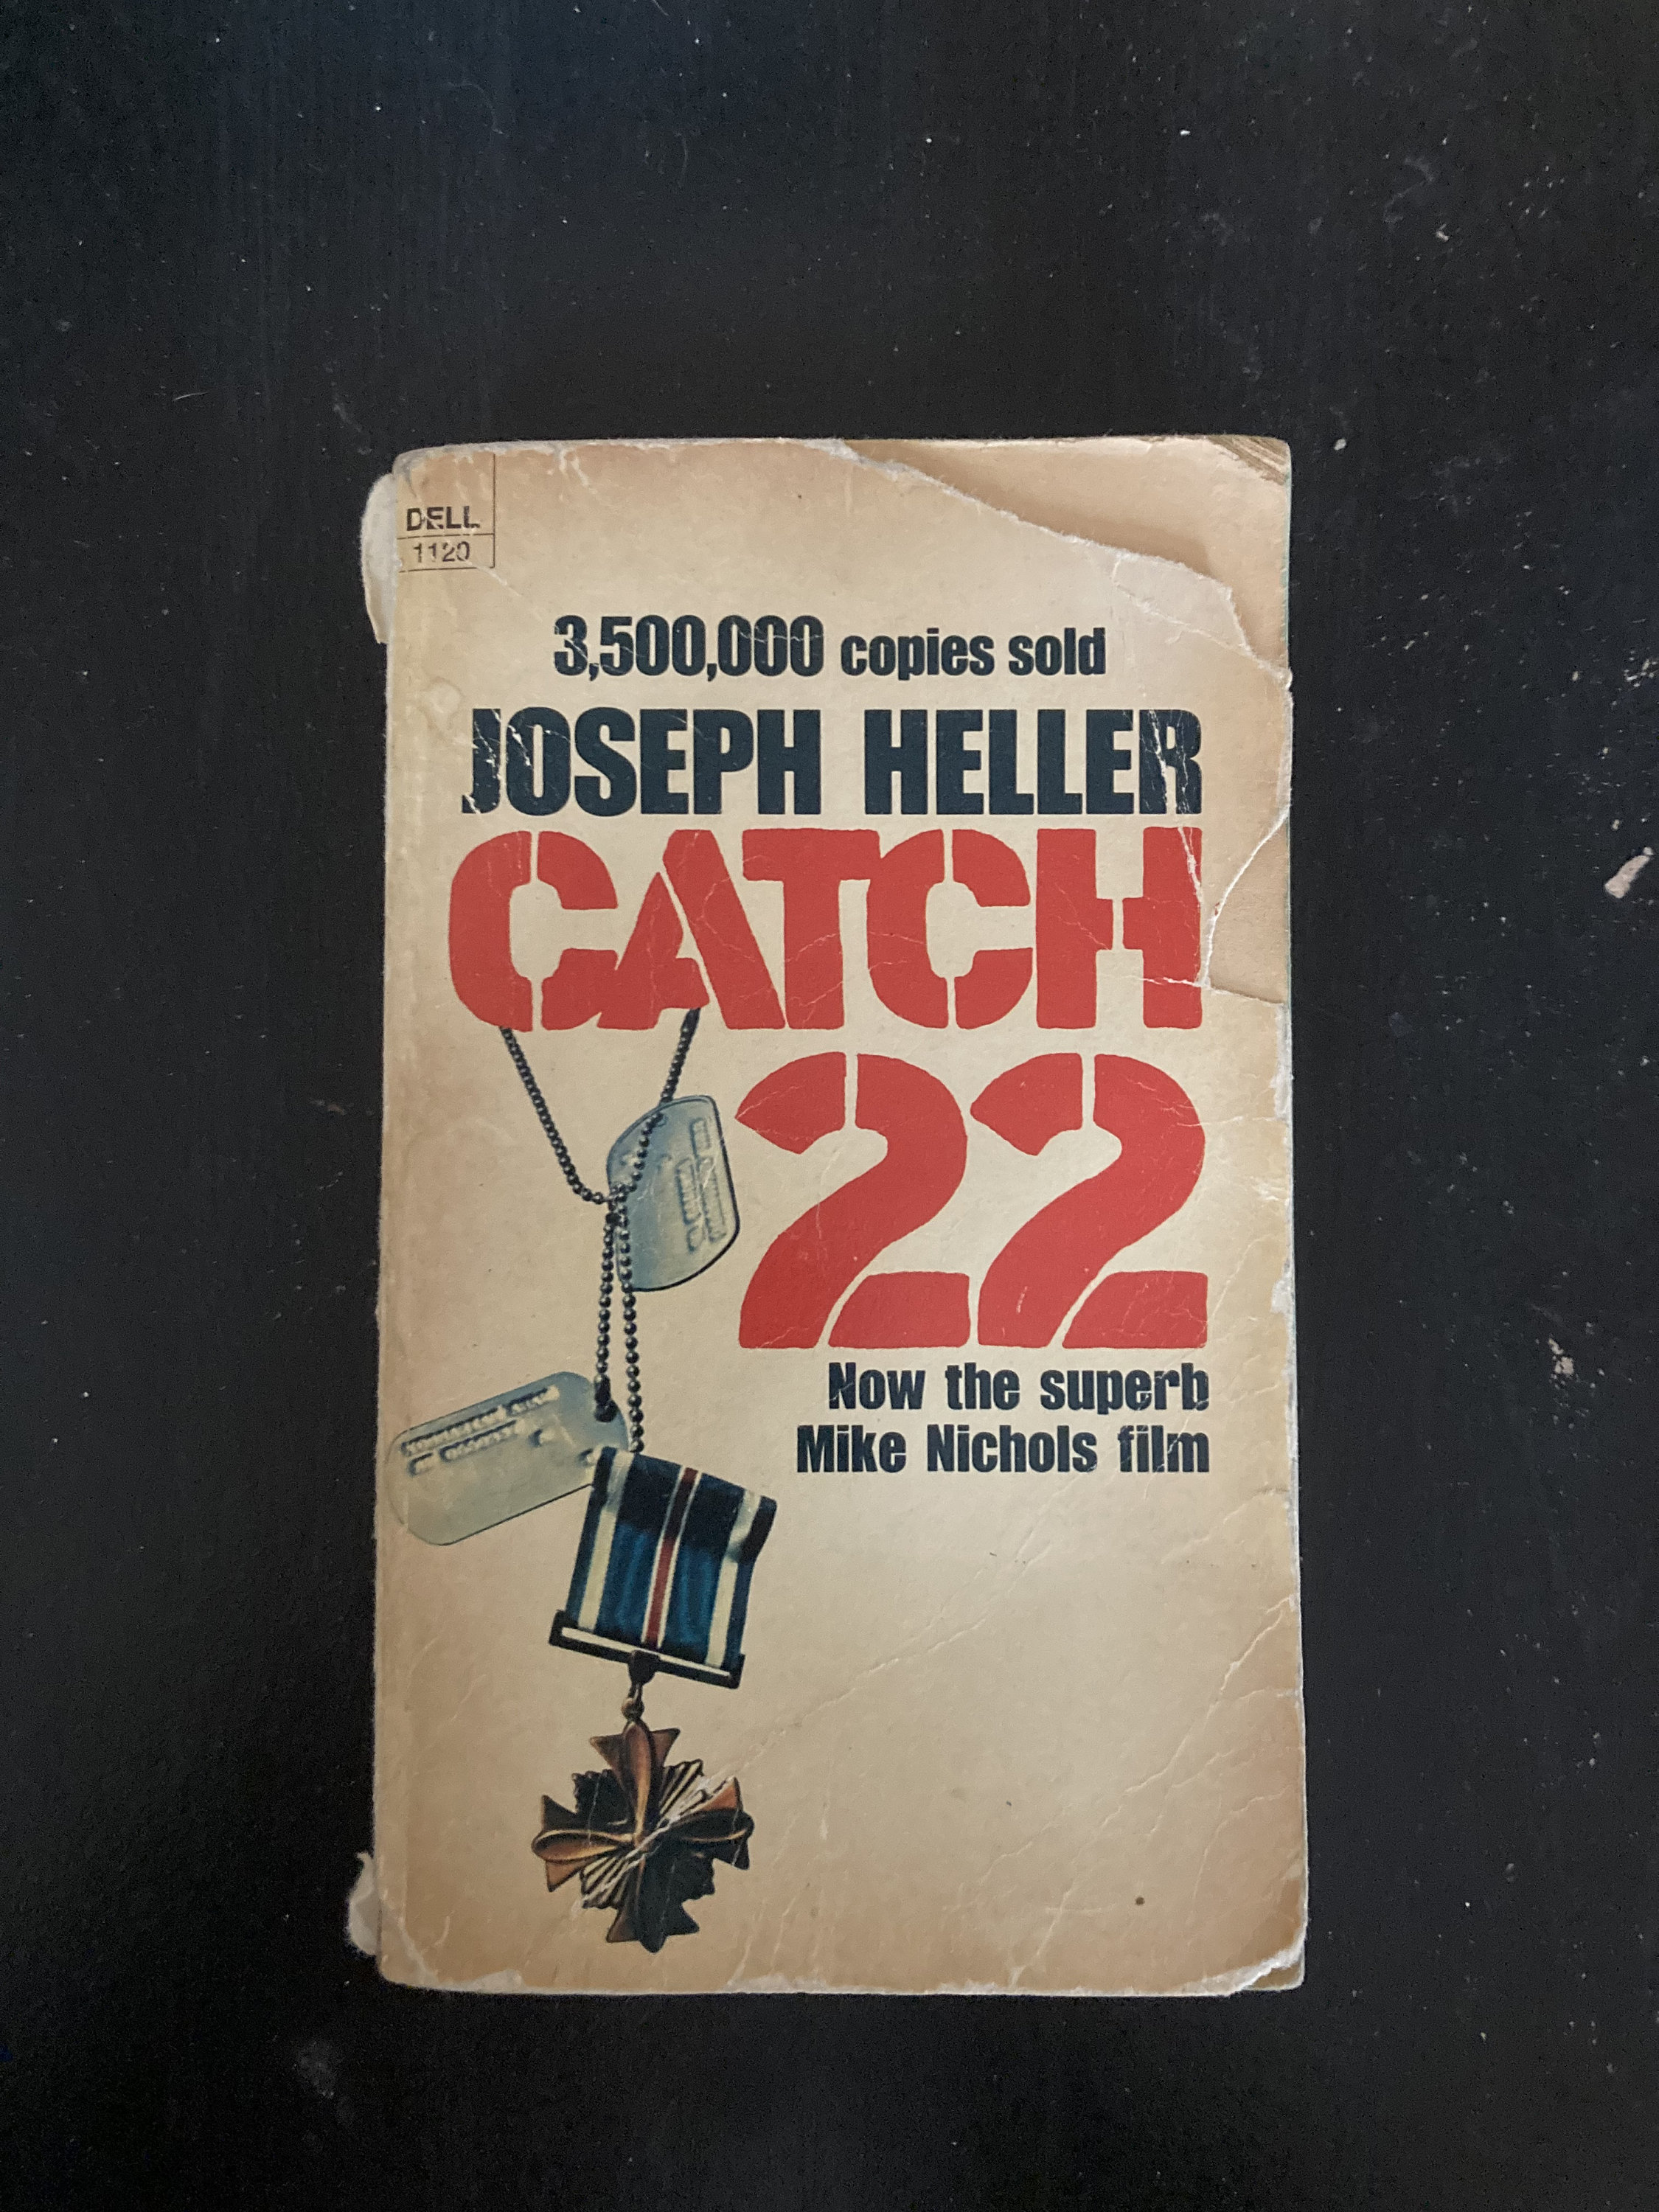 DELL
1120
3,500,000 copies sold
JOSEPH HELLER
CATCH
22
Now the superb
Mike Nichols film